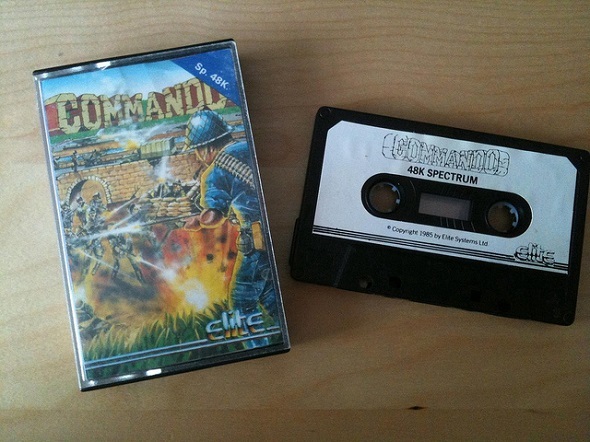 Sp. 48K
COMMANDO
elite
COMMANDO
48K SPECTRUM
© Copyright 1985 by Elite Systems Ltd
elite